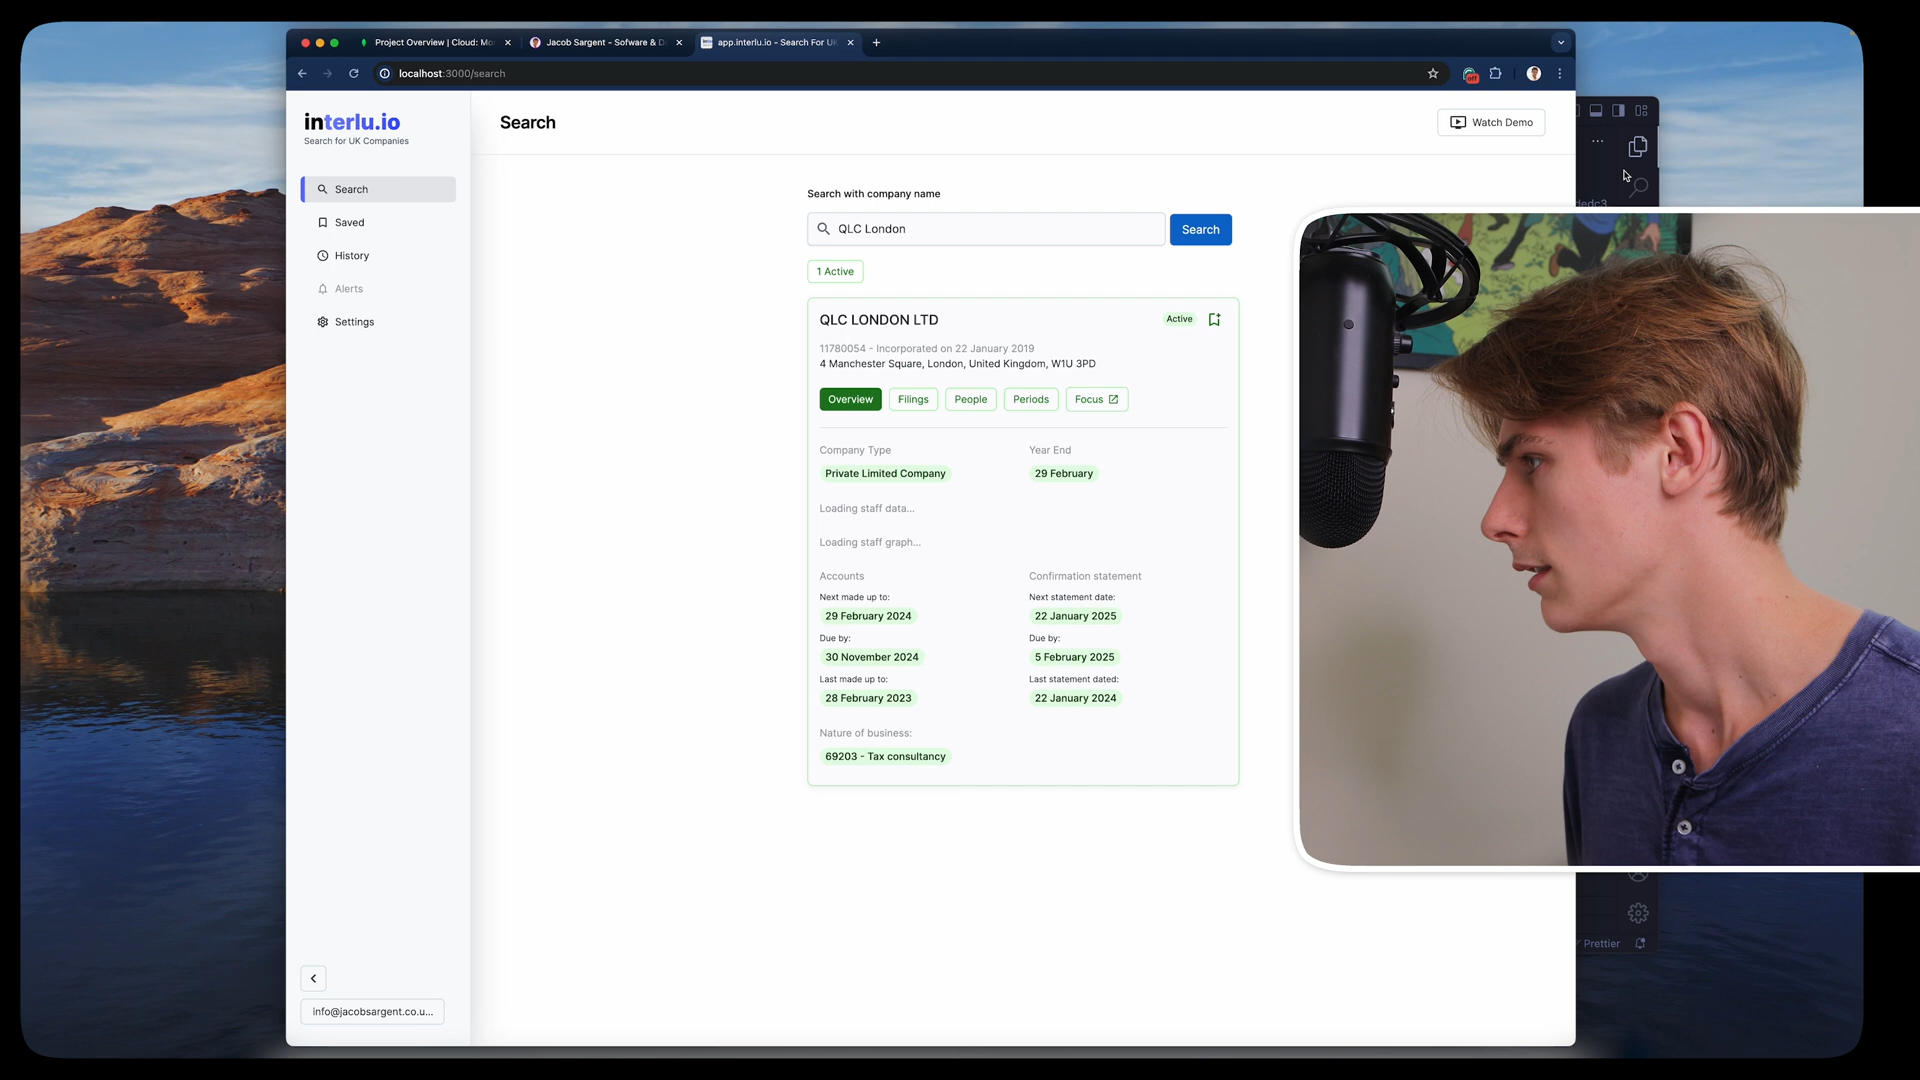 Project Overview | Cloud: Mo
Jacob Sargent - Sofware & D
app.interlu.io - Search For UK
localhost:3000/search
off
interlu.io
Search for UK Companies
Search
Watch Demo
Search
Saved
History
Alerts
Settings
Search with company name
QLC London
Search
1 Active
QLC LONDON LTD
Active
11780054 - Incorporated on 22 January 2019
4 Manchester Square, London, United Kingdom, W1U 3PD
Overview
Filings
People
Periods
Focus
Company Type
Year End
Private Limited Company
29 February
Loading staff data...
Loading staff graph...
Accounts
Confirmation statement
Next made up to:
Next statement date:
29 February 2024
22 January 2025
Due by:
Due by:
30 November 2024
5 February 2025
Last made up to:
Last statement dated:
28 February 2023
22 January 2024
Nature of business:
69203 - Tax consultancy
dedc3
Prettier
info@jacobsargent.co.u...